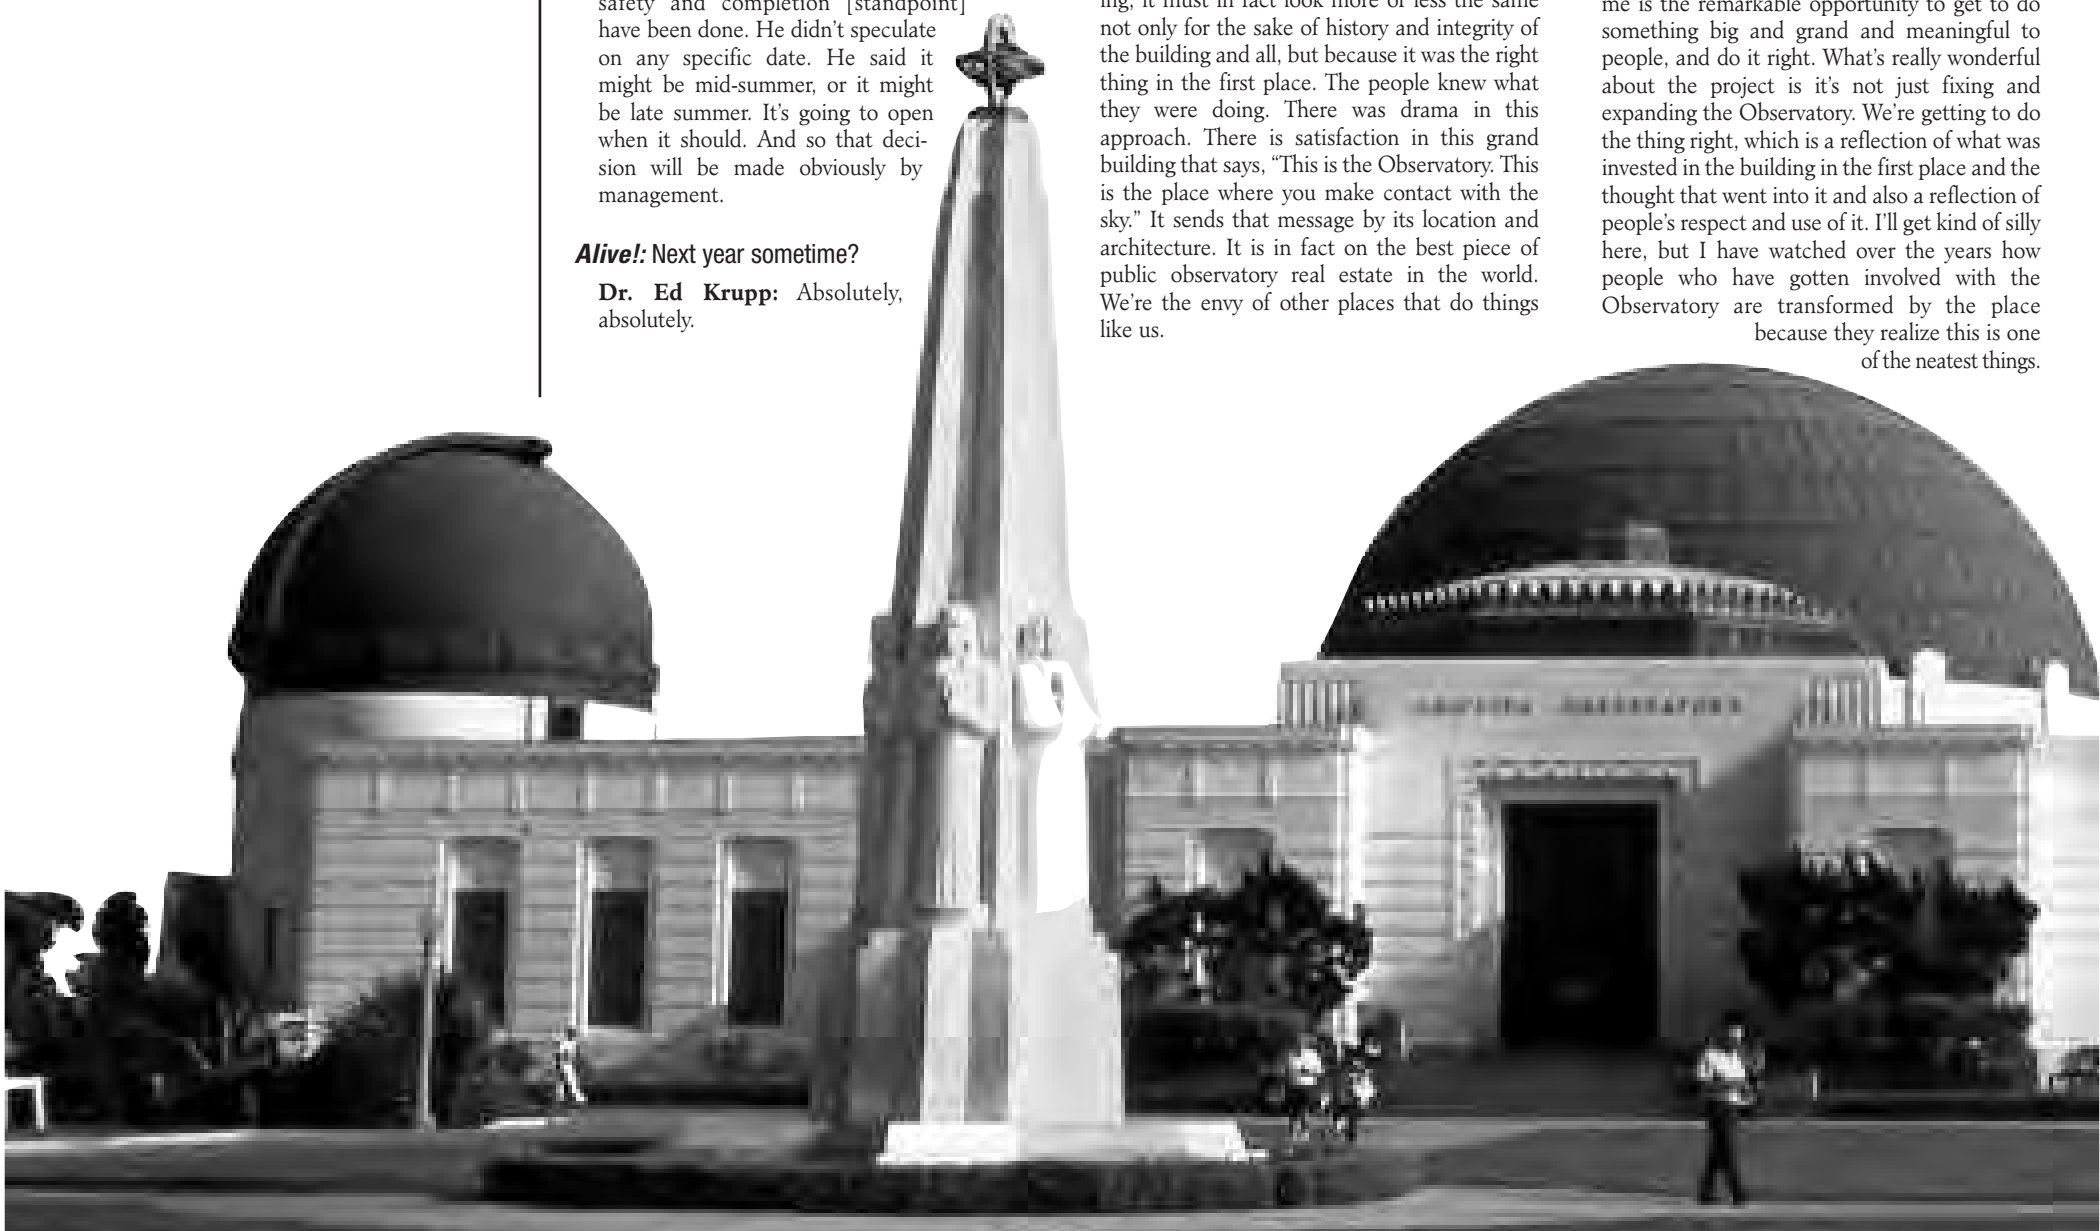 safety and completion [standpoint]
have been done. He didn’t speculate
on any specific date. He said it
might be mid-summer, or it might
be late summer. It’s going to open
when it should. And so that deci-
sion will be made obviously by
management.
Alive!: Next year sometime?
Dr. Ed Krupp: Absolutely,
absolutely.
ing, it must in fact look more or less the same
not only for the sake of history and integrity of
the building and all, but because it was the right
thing in the first place. The people knew what
they were doing. There was drama in this
approach. There is satisfaction in this grand
building that says, “This is the Observatory. This
is the place where you make contact with the
sky.” It sends that message by its location and
architecture. It is in fact on the best piece of
public observatory real estate in the world.
We’re the envy of other places that do things
like us.
me is the remarkable opportunity to get to do
something big and grand and meaningful to
people, and do it right. What’s really wonderful
about the project is it’s not just fixing and
expanding the Observatory. We’re getting to do
the thing right, which is a reflection of what was
invested in the building in the first place and the
thought that went into it and also a reflection of
people’s respect and use of it. I’ll get kind of silly
here, but I have watched over the years how
people who have gotten involved with the
Observatory are transformed by the place
because they realize this is one
of the neatest things.